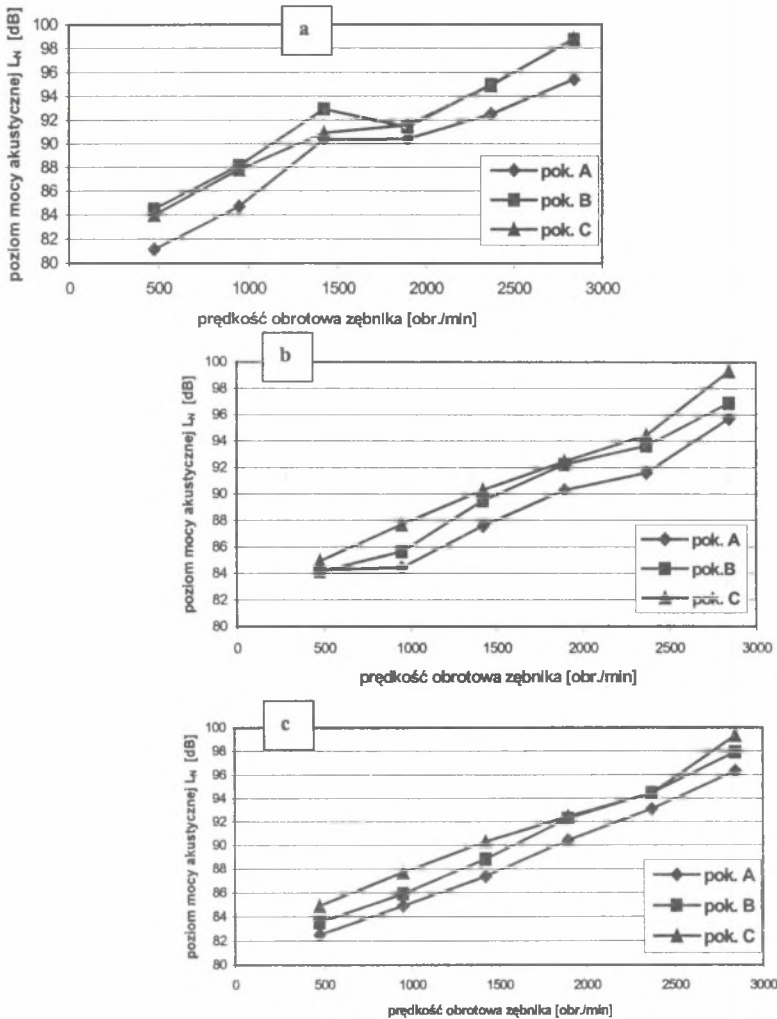 a
poziom mocy akustycznej L_N [dB]
100
98
96
94
92
90
88
86
84
82
80
0 500 1000 1500 2000 2500 3000
pok. A
pok. B
pok. C
prędkość obrotowa zębnika [obr./min]
b
poziom mocy akustycznej L_N [dB]
100
98
96
94
92
90
88
86
84
82
80
0 500 1000 1500 2000 2500 3000
pok. A
pok.B
pok. C
prędkość obrotowa zębnika [obr./min]
c
poziom mocy akustycznej L_N [dB]
100
98
96
94
92
90
88
86
84
82
80
0 500 1000 1500 2000 2500 3000
pok. A
pok. B
pok. C
prędkość obrotowa zębnika [obr./min]